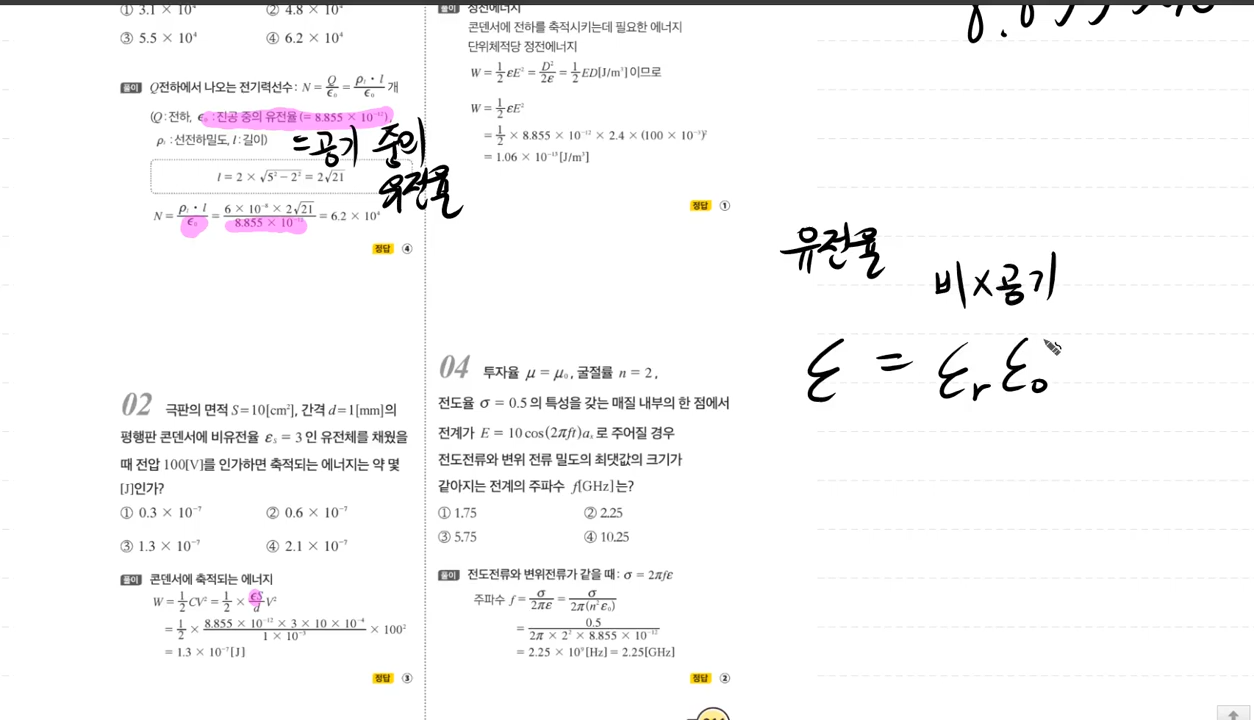 ① 3.1 × 10⁴ ② 4.8 × 10⁴
③ 5.5 × 10⁴ ④ 6.2 × 10⁴
풀이 Q전하에서 나오는 전기력선수 : N = Q/ε₀ = ρₗ · l/ε₀ 개
(Q : 전하, ε₀ : 진공 중의 유전율(= 8.855 × 10⁻¹²),
ρₗ : 선전하밀도, l : 길이)
= 공기 중의
유전율
l = 2 × √5² − 2² = 2√21
N = ρₗ · l/ε₀ = 6 × 10⁻⁸ × 2√21/8.855 × 10⁻¹² = 6.2 × 10⁴
정답 ④
02 극판의 면적 S=10[cm²], 간격 d=1[mm]의
평행판 콘덴서에 비유전율 εₛ = 3 인 유전체를 채웠을
때 전압 100[V]를 인가하면 축적되는 에너지는 약 몇
[J]인가?
① 0.3 × 10⁻⁷ ② 0.6 × 10⁻⁷
③ 1.3 × 10⁻⁷ ④ 2.1 × 10⁻⁷
풀이 콘덴서에 축적되는 에너지
W = 1/2 CV² = 1/2 × εS/d V²
= 1/2 × 8.855 × 10⁻¹² × 3 × 10 × 10⁻⁴/1 × 10⁻³ × 100²
= 1.3 × 10⁻⁷[J]
정답 ③
풀이 정전에너지
콘덴서에 전하를 축적시키는데 필요한 에너지
단위체적당 정전에너지
W = 1/2 εE² = D²/2ε = 1/2 ED[J/m³]이므로
W = 1/2 εE²
= 1/2 × 8.855 × 10⁻¹² × 2.4 × (100 × 10⁻³)²
= 1.06 × 10⁻¹³[J/m³]
정답 ①
04 투자율 μ = μ₀, 굴절률 n = 2,
전도율 σ = 0.5 의 특성을 갖는 매질 내부의 한 점에서
전계가 E = 10 cos(2πft)aₓ 로 주어질 경우
전도전류와 변위 전류 밀도의 최댓값의 크기가
같아지는 전계의 주파수 f[GHz]는?
① 1.75 ② 2.25
③ 5.75 ④ 10.25
풀이 전도전류와 변위전류가 같을 때 : σ = 2πfε
주파수 f = σ/2πε = σ/2π(n²ε₀)
= 0.5/2π × 2² × 8.855 × 10⁻¹²
= 2.25 × 10⁹[Hz] = 2.25[GHz]
정답 ②
유전율
비×공기
ε = εᵣ ε₀